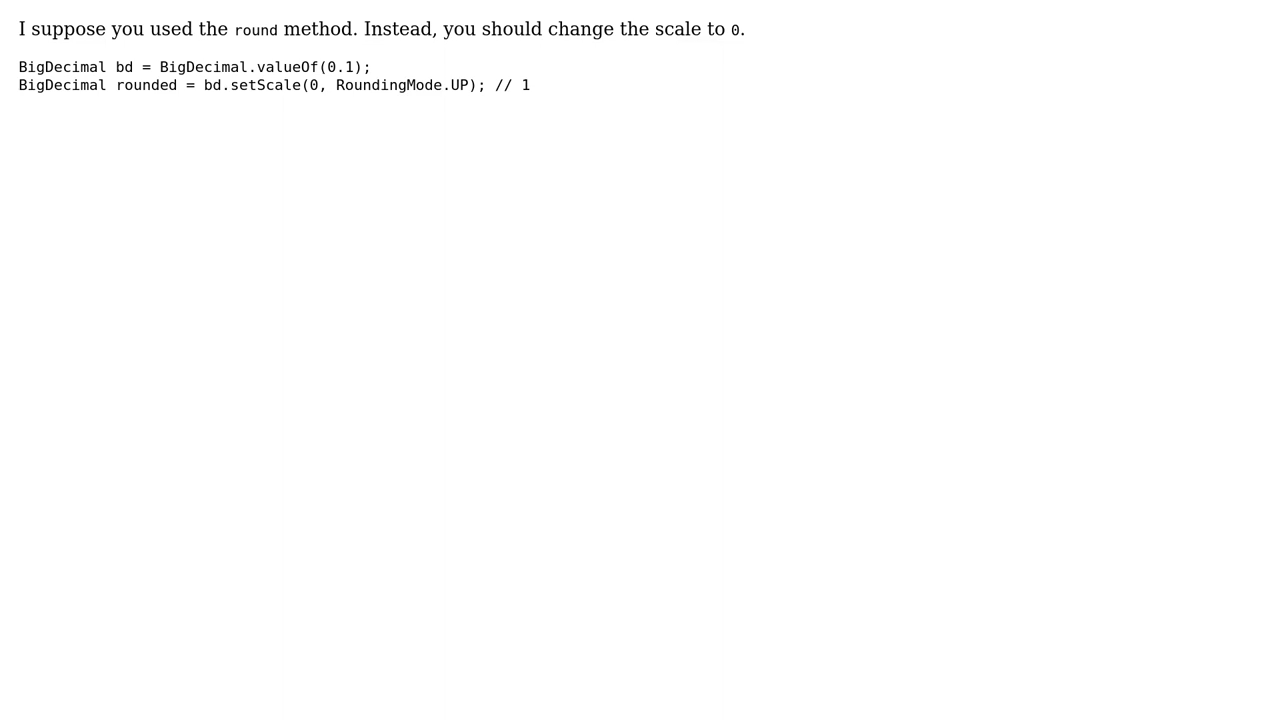 I suppose you used the round method. Instead, you should change the scale to 0.
BigDecimal bd = BigDecimal.valueOf(0.1);
BigDecimal rounded = bd.setScale(0, RoundingMode.UP); // 1